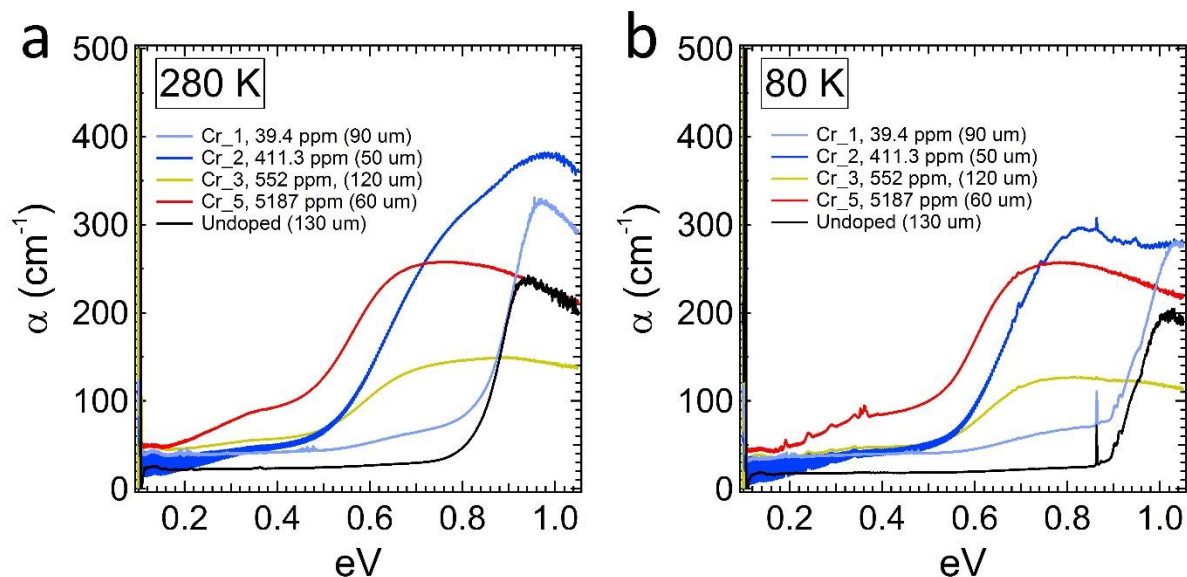 a
280 K
Cr_1, 39.4 ppm (90 um)
Cr_2, 411.3 ppm (50 um)
Cr_3, 552 ppm, (120 um)
Cr_5, 5187 ppm (60 um)
Undoped (130 um)
α (cm⁻¹)
500
400
300
200
100
0
0.2
0.4
0.6
0.8
1.0
eV
b
80 K
Cr_1, 39.4 ppm (90 um)
Cr_2, 411.3 ppm (50 um)
Cr_3, 552 ppm, (120 um)
Cr_5, 5187 ppm (60 um)
Undoped (130 um)
α (cm⁻¹)
500
400
300
200
100
0
0.2
0.4
0.6
0.8
1.0
eV